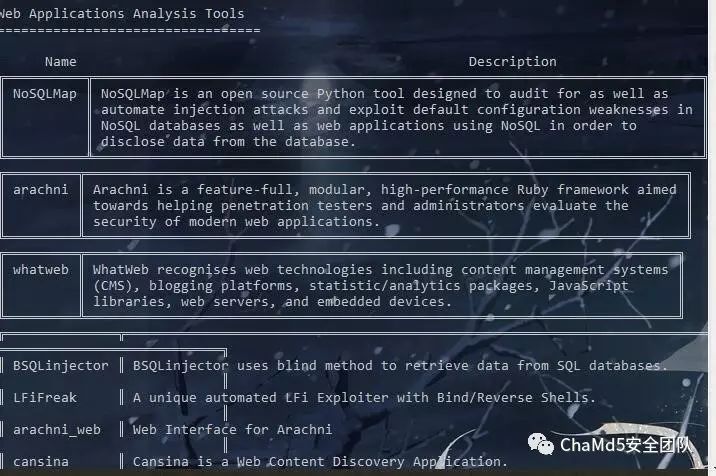 Web Applications Analysis Tools
================================
Name Description
NoSQLMap NoSQLMap is an open source Python tool designed to audit for as well as
automate injection attacks and exploit default configuration weaknesses in
NoSQL databases as well as web applications using NoSQL in order to
disclose data from the database.
arachni Arachni is a feature-full, modular, high-performance Ruby framework aimed
towards helping penetration testers and administrators evaluate the
security of modern web applications.
whatweb WhatWeb recognises web technologies including content management systems
(CMS), blogging platforms, statistic/analytics packages, JavaScript
libraries, web servers, and embedded devices.
BSQLinjector BSQLinjector uses blind method to retrieve data from SQL databases.
LFiFreak A unique automated LFi Exploiter with Bind/Reverse Shells.
arachni_web Web Interface for Arachni
cansina Cansina is a Web Content Discovery Application.
ChaMd5安全团队